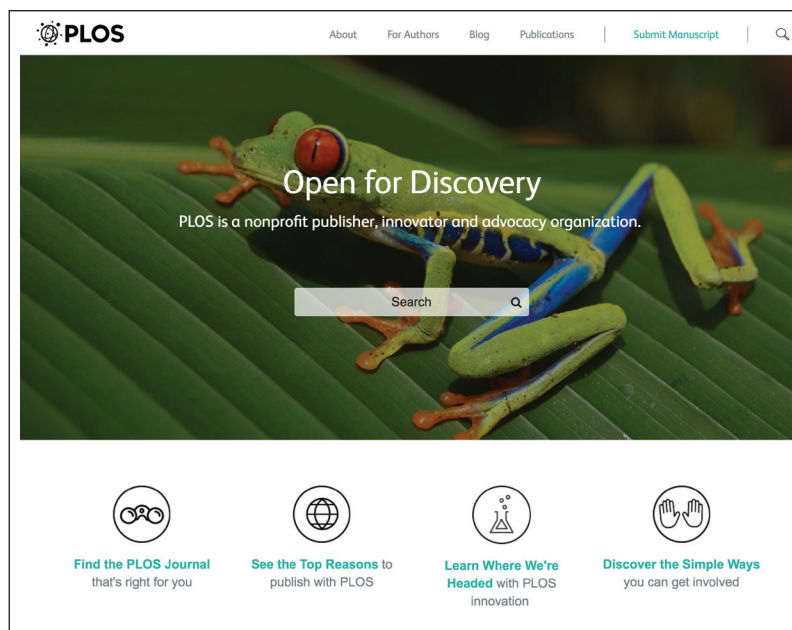 PLOS
About For Authors Blog Publications Submit Manuscript
Open for Discovery
PLOS is a nonprofit publisher, innovator and advocacy organization.
Search
Find the PLOS Journal
that's right for you
See the Top Reasons to
publish with PLOS
Learn Where We're
Headed with PLOS
innovation
Discover the Simple Ways
you can get involved